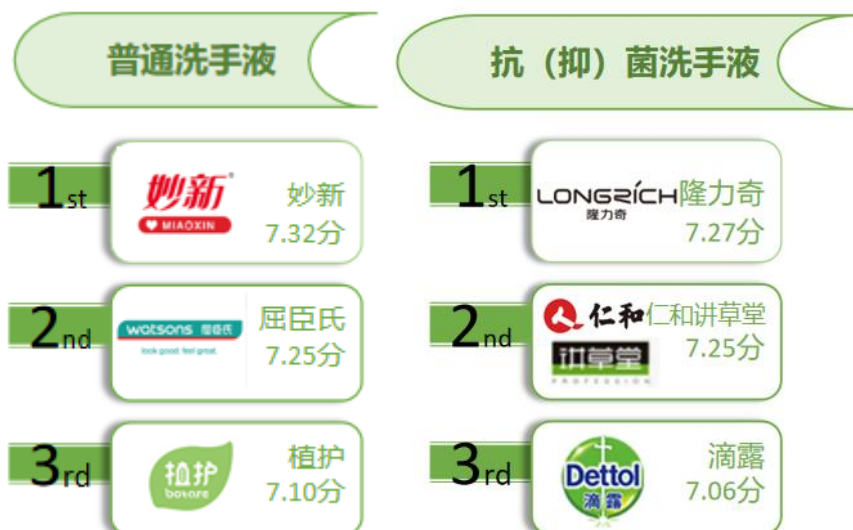 普通洗手液
1st
妙新
MIAOXIN
妙新
7.32分
2nd
watsons 屈臣氏
look good. feel great.
屈臣氏
7.25分
3rd
植护
botare
植护
7.10分
抗（抑）菌洗手液
1st
LONGRÍCH
隆力奇
隆力奇
7.27分
2nd
仁和
讲草堂
PROFESSION
仁和讲草堂
7.25分
3rd
Dettol
滴露
滴露
7.06分